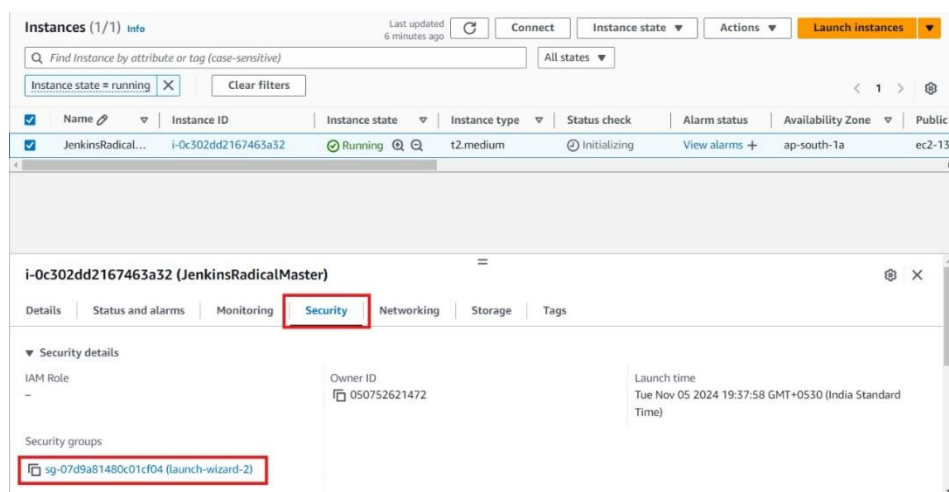 Instances (1/1) Info
Last updated
6 minutes ago
Connect
Instance state
Actions
Launch instances
Find Instance by attribute or tag (case-sensitive)
All states
Instance state = running
Clear filters
1
Name Instance ID Instance state Instance type Status check Alarm status Availability Zone Public
JenkinsRadical... i-0c302dd2167463a32 Running t2.medium Initializing View alarms + ap-south-1a ec2-13
i-0c302dd2167463a32 (JenkinsRadicalMaster)
Details Status and alarms Monitoring Security Networking Storage Tags
Security details
IAM Role Owner ID Launch time
– 050752621472 Tue Nov 05 2024 19:37:58 GMT+0530 (India Standard
Time)
Security groups
sg-07d9a81480c01cf04 (launch-wizard-2)